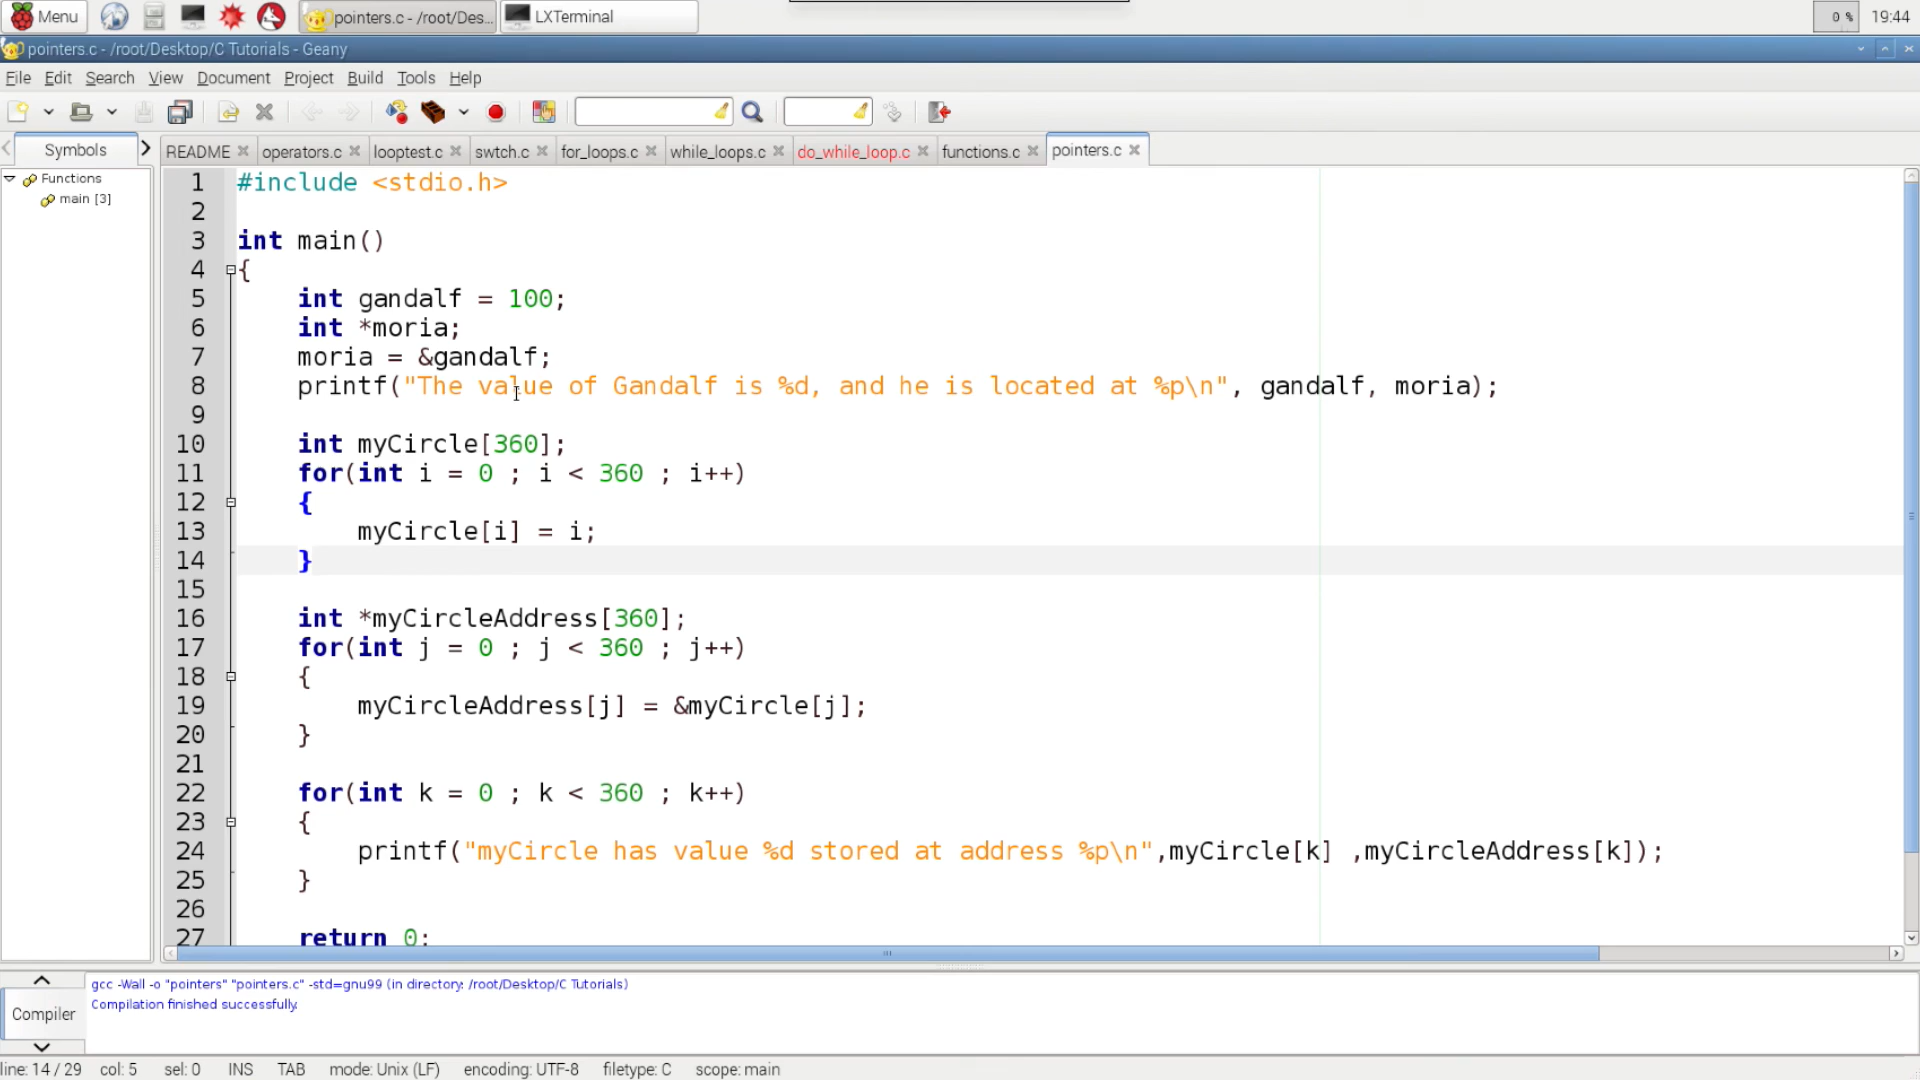 Menu pointers.c - /root/Des... LXTerminal 0 % 19:44
pointers.c - /root/Desktop/C Tutorials - Geany
File Edit Search View Document Project Build Tools Help
Symbols README operators.c looptest.c swtch.c for_loops.c while_loops.c do_while_loop.c functions.c pointers.c
Functions
main [3]
1 #include <stdio.h>
2
3 int main()
4 {
5 int gandalf = 100;
6 int *moria;
7 moria = &gandalf;
8 printf("The value of Gandalf is %d, and he is located at %p\n", gandalf, moria);
9
10 int myCircle[360];
11 for(int i = 0 ; i < 360 ; i++)
12 {
13 myCircle[i] = i;
14 }
15
16 int *myCircleAddress[360];
17 for(int j = 0 ; j < 360 ; j++)
18 {
19 myCircleAddress[j] = &myCircle[j];
20 }
21
22 for(int k = 0 ; k < 360 ; k++)
23 {
24 printf("myCircle has value %d stored at address %p\n",myCircle[k] ,myCircleAddress[k]);
25 }
26
27 return 0;
Compiler
gcc -Wall -o "pointers" "pointers.c" -std=gnu99 (in directory: /root/Desktop/C Tutorials)
Compilation finished successfully.
line: 14 / 29 col: 5 sel: 0 INS TAB mode: Unix (LF) encoding: UTF-8 filetype: C scope: main